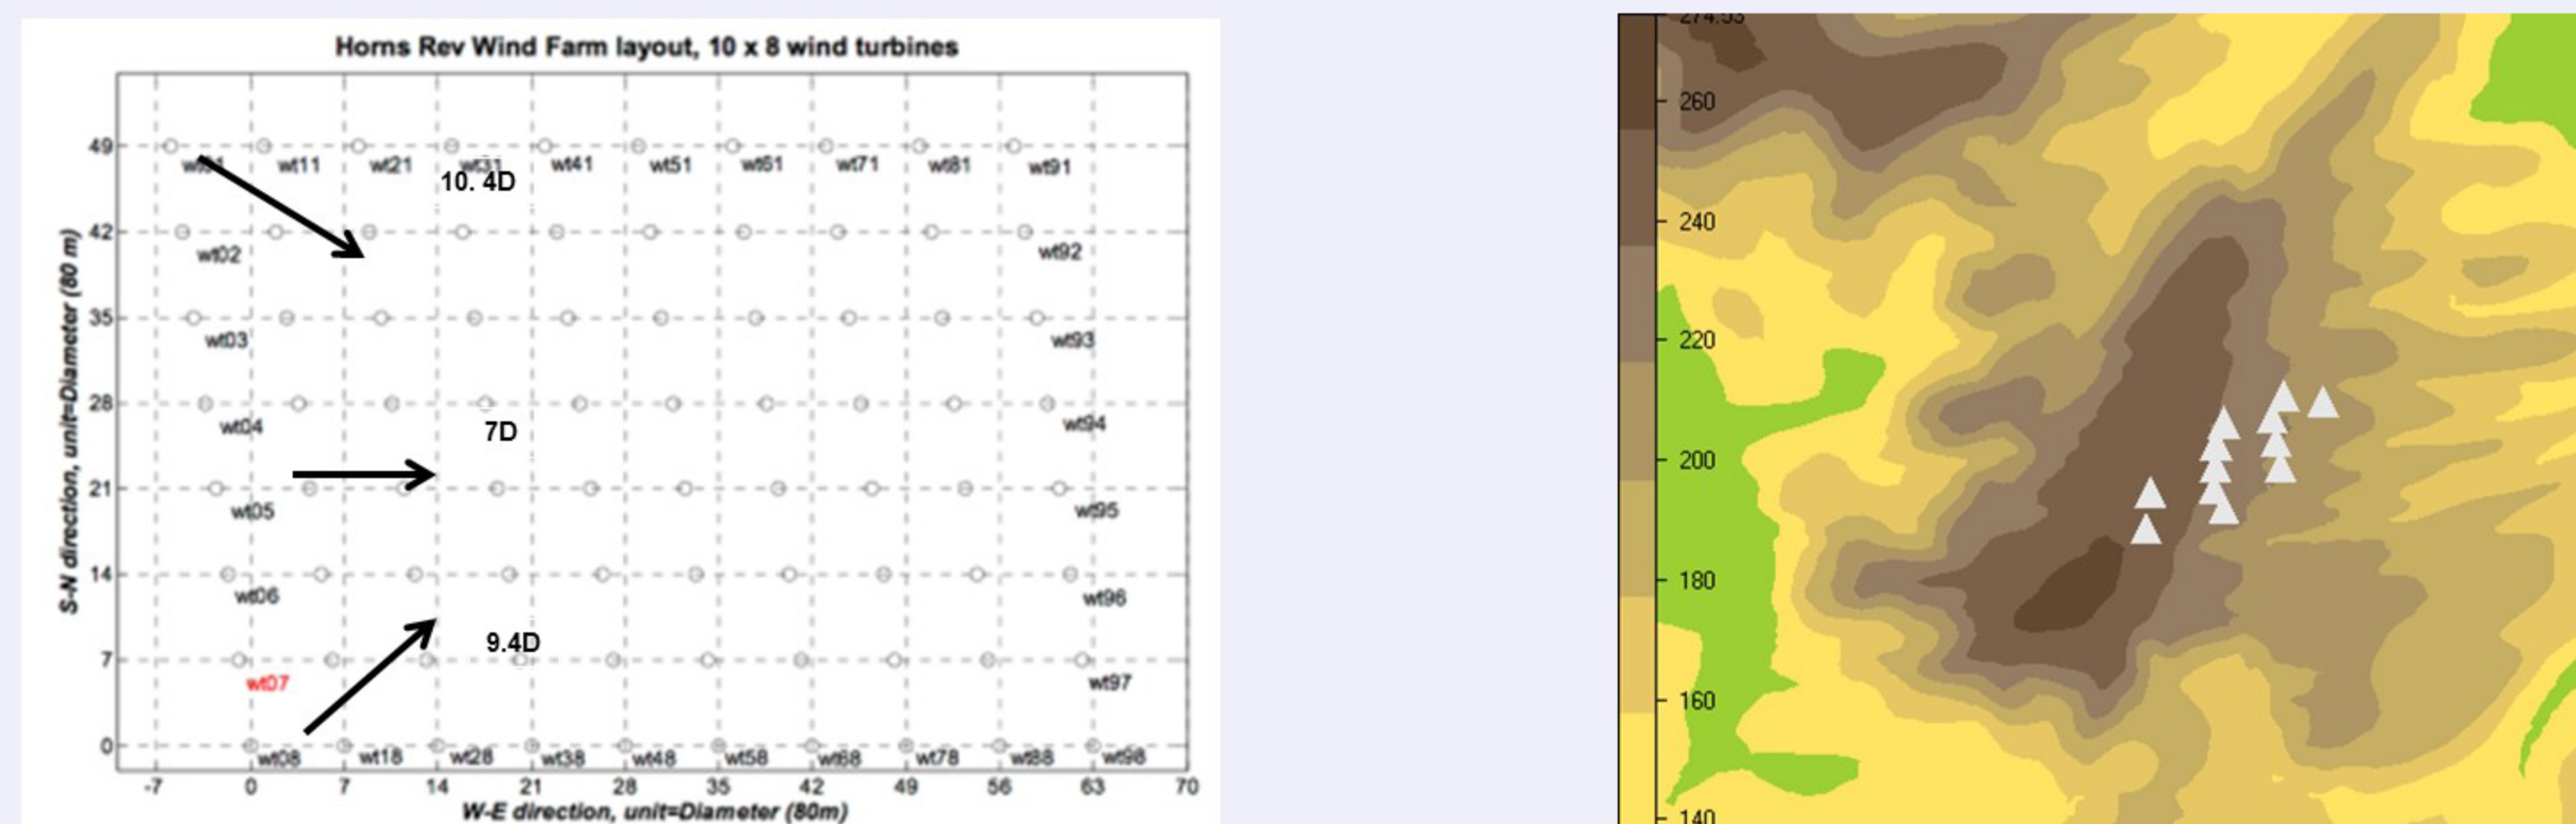 Horns Rev Wind Farm layout, 10 x 8 wind turbines
S-N direction, unit=Diameter (80 m)
49
wt11 wt21 wt31 wt41 wt51 wt61 wt71 wt81 wt91
10. 4D
42
wt02 wt92
35
wt03 wt93
28
wt04 7D wt94
21
wt05 wt95
14
wt06 wt96
9.4D
7
wt07 wt97
0
wt08 wt18 wt28 wt38 wt48 wt58 wt68 wt78 wt88 wt98
-7 0 7 14 21 28 35 42 49 56 63 70
W-E direction, unit=Diameter (80m)
274.53
260
240
220
200
180
160
140